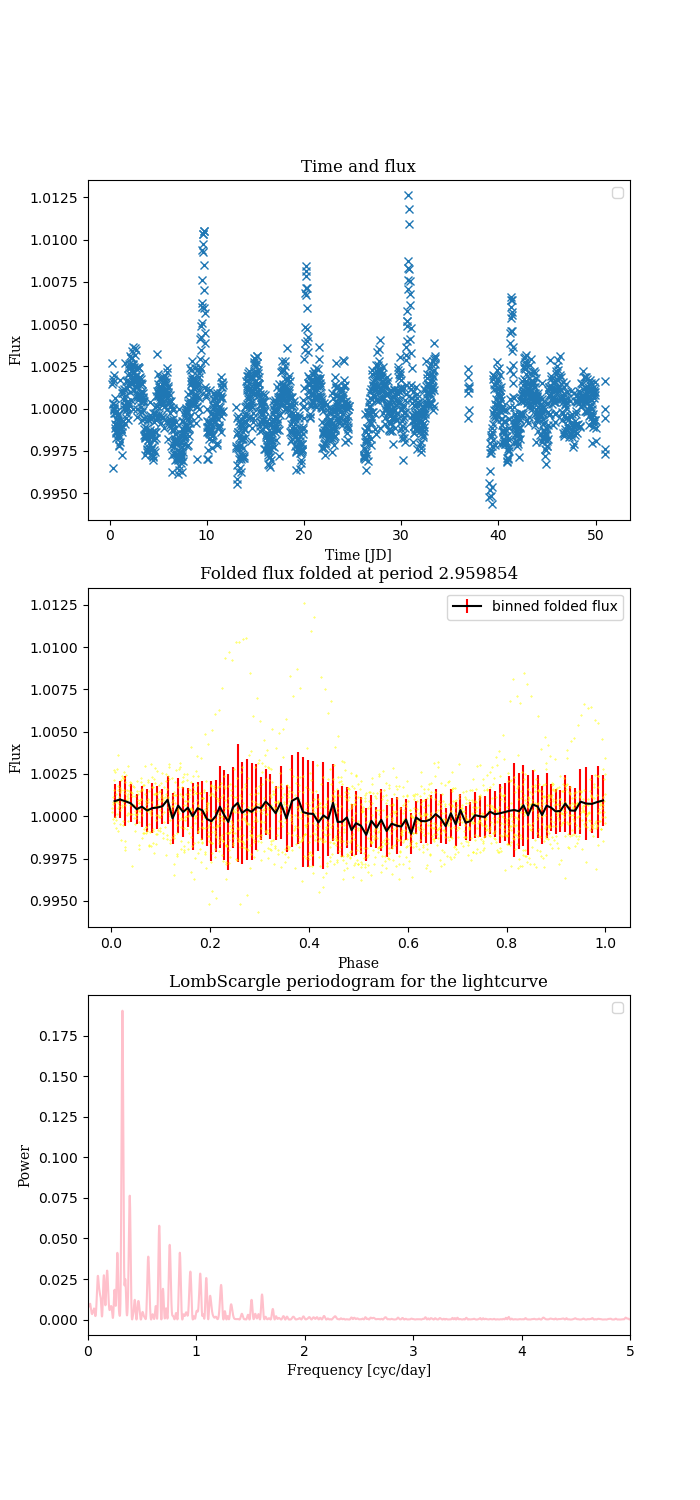 Time and flux
1.0125
1.0100
1.0075
1.0050
1.0025
1.0000
0.9975
0.9950
Flux
0 10 20 30 40 50
Time [JD]
Folded flux folded at period 2.959854
binned folded flux
1.0125
1.0100
1.0075
1.0050
1.0025
1.0000
0.9975
0.9950
Flux
0.0 0.2 0.4 0.6 0.8 1.0
Phase
LombScargle periodogram for the lightcurve
0.175
0.150
0.125
0.100
0.075
0.050
0.025
0.000
Power
0 1 2 3 4 5
Frequency [cyc/day]